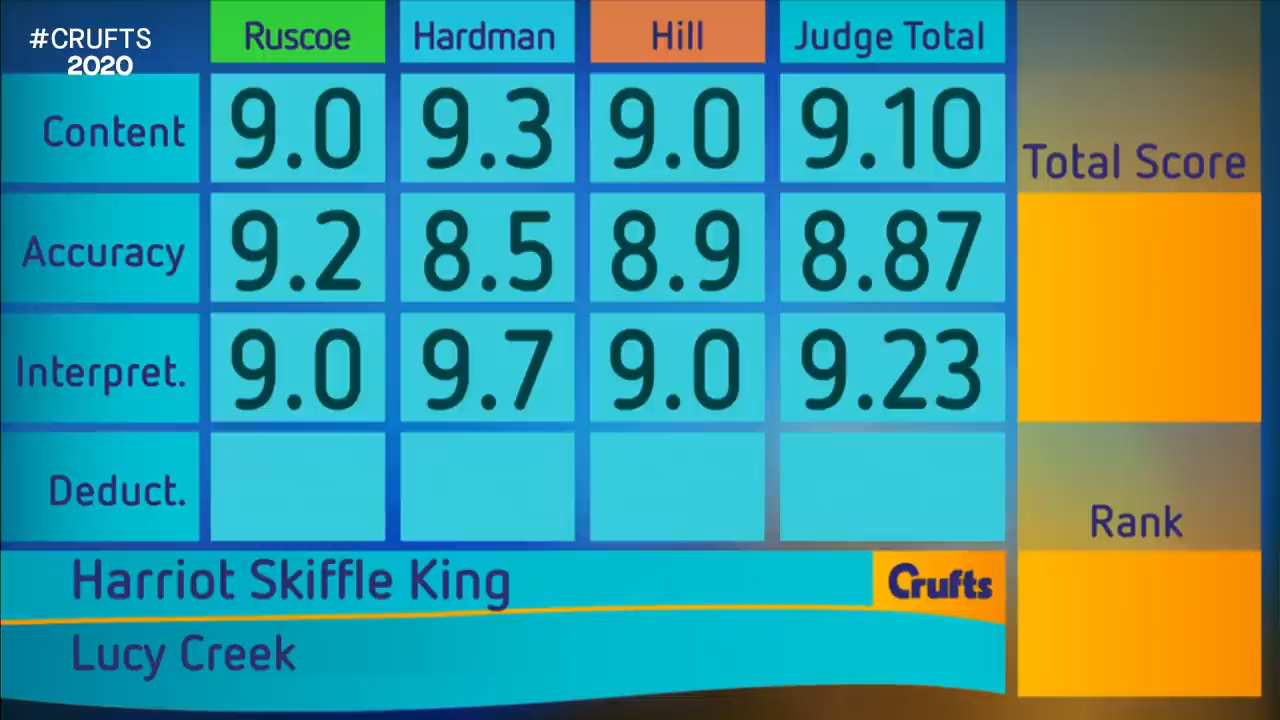 #CRUFTS
2020
Ruscoe Hardman Hill Judge Total
Content 9.0 9.3 9.0 9.10
Total Score
Accuracy 9.2 8.5 8.9 8.87
Interpret. 9.0 9.7 9.0 9.23
Deduct.
Rank
Harriot Skiffle King
Crufts
Lucy Creek